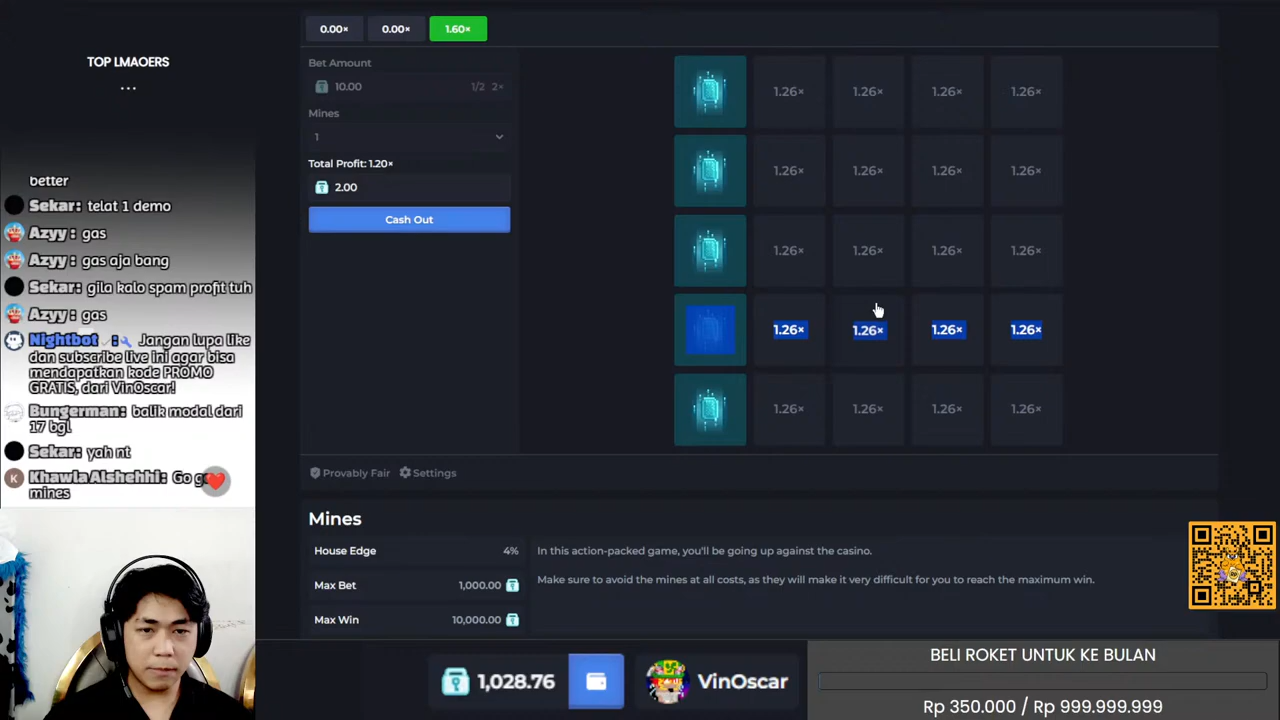 0.00×
0.00×
1.60×
TOP LMAOERS
...
better
Sekar: telat 1 demo
Azyy: gas
Azyy: gas aja bang
Sekar: gila kalo spam profit tuh
Azyy: gas
Nightbot: Jangan lupa like
dan subscribe live ini agar bisa
mendapatkan kode PROMO
GRATIS, dari VinOscar!
Bungerman: balik modal dari
17 bgl
Sekar: yah nt
Khawla Alshehhi: Go
mines
Bet Amount
10.00 1/2 2×
Mines
1
Total Profit: 1.20×
2.00
Cash Out
1.26× 1.26× 1.26× 1.26×
1.26× 1.26× 1.26× 1.26×
1.26× 1.26× 1.26× 1.26×
1.26× 1.26× 1.26× 1.26×
1.26× 1.26× 1.26× 1.26×
Provably Fair Settings
Mines
House Edge 4%
Max Bet 1,000.00
Max Win 10,000.00
In this action-packed game, you'll be going up against the casino.
Make sure to avoid the mines at all costs, as they will make it very difficult for you to reach the maximum win.
1,028.76
VinOscar
BELI ROKET UNTUK KE BULAN
Rp 350.000 / Rp 999.999.999